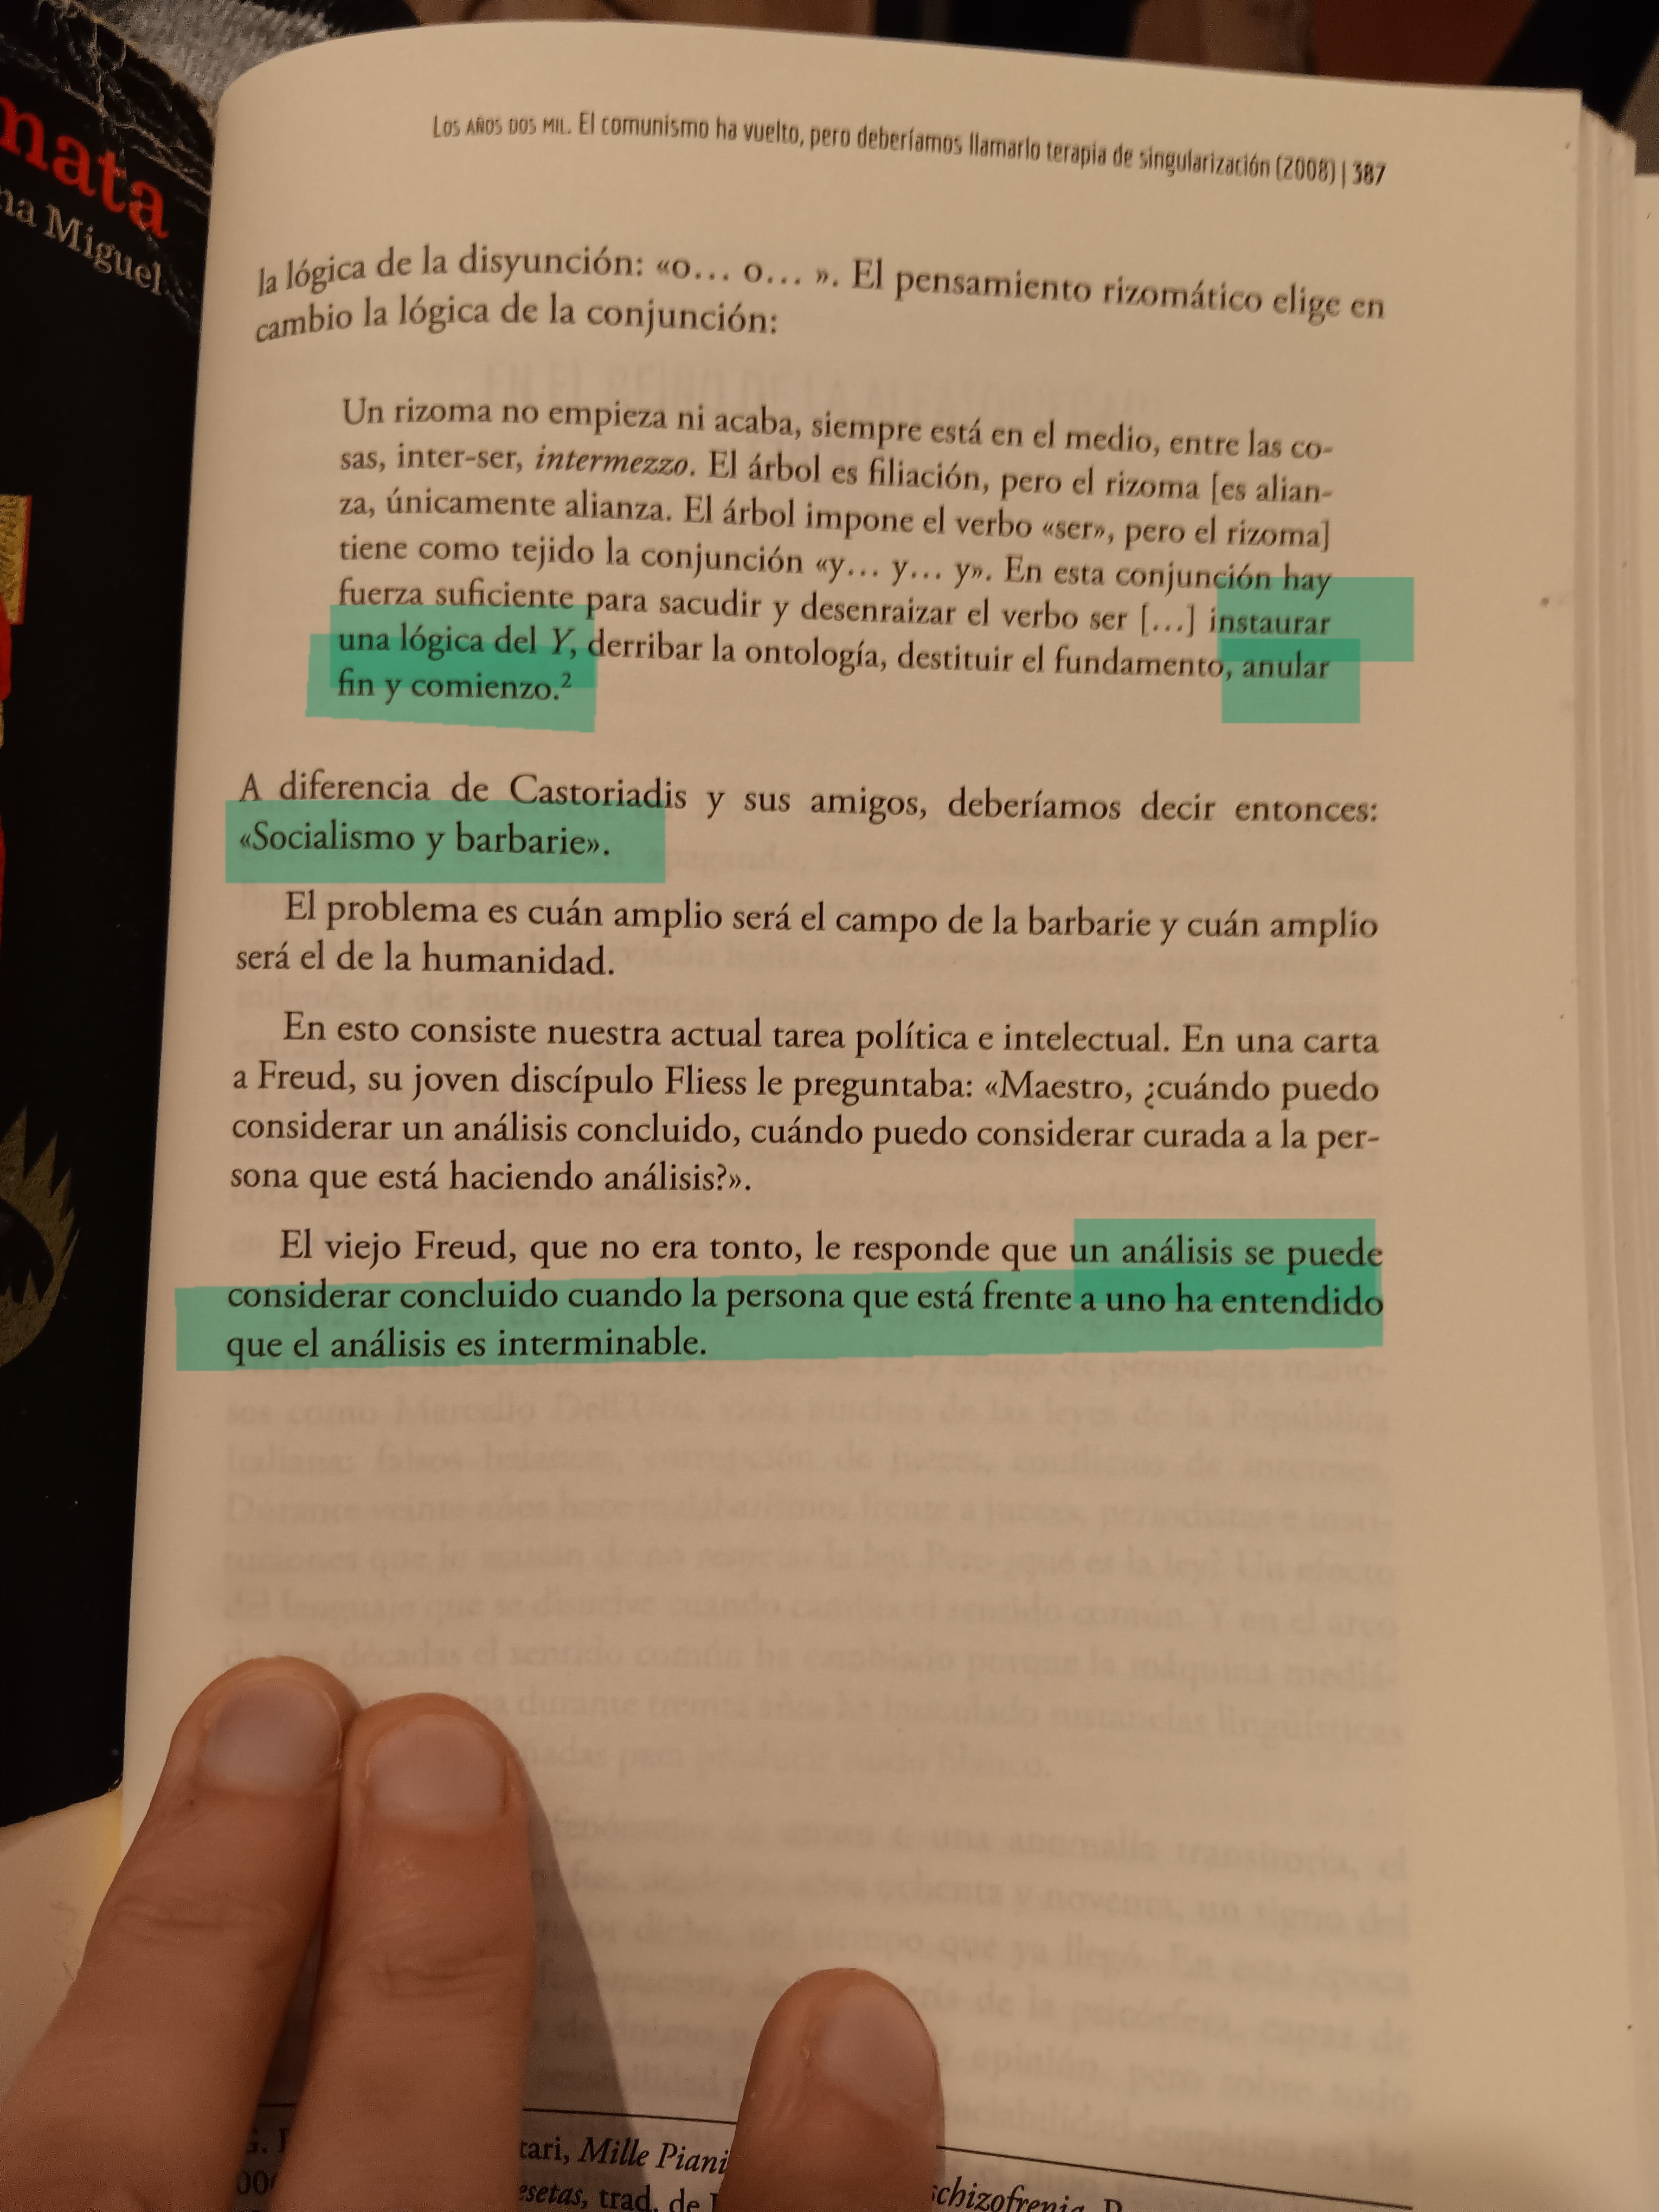 mata
na Miguel
Los años dos mil. El comunismo ha vuelto, pero deberíamos llamarlo terapia de singularización (2008) | 387
la lógica de la disyunción: «o… o… ». El pensamiento rizomático elige en
cambio la lógica de la conjunción:
Un rizoma no empieza ni acaba, siempre está en el medio, entre las co-
sas, inter-ser, intermezzo. El árbol es filiación, pero el rizoma [es alian-
za, únicamente alianza. El árbol impone el verbo «ser», pero el rizoma]
tiene como tejido la conjunción «y… y… y». En esta conjunción hay
fuerza suficiente para sacudir y desenraizar el verbo ser […] instaurar
una lógica del Y, derribar la ontología, destituir el fundamento, anular
fin y comienzo.²
A diferencia de Castoriadis y sus amigos, deberíamos decir entonces:
«Socialismo y barbarie».
El problema es cuán amplio será el campo de la barbarie y cuán amplio
será el de la humanidad.
En esto consiste nuestra actual tarea política e intelectual. En una carta
a Freud, su joven discípulo Fliess le preguntaba: «Maestro, ¿cuándo puedo
considerar un análisis concluido, cuándo puedo considerar curada a la per-
sona que está haciendo análisis?».
El viejo Freud, que no era tonto, le responde que un análisis se puede
considerar concluido cuando la persona que está frente a uno ha entendido
que el análisis es interminable.
tari, Mille Piani
schizofrenia.
esetas, trad. de